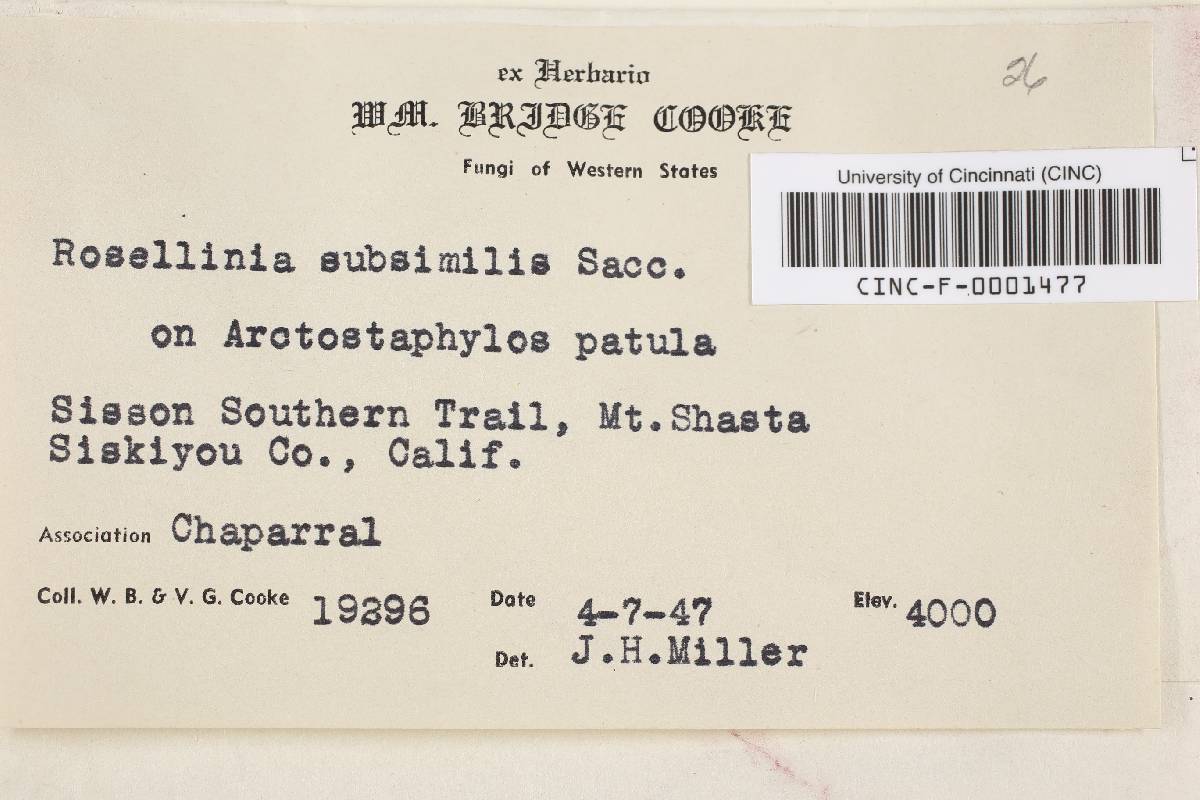 ex Herbario
WM. BRIDGE COOKE
Fungi of Western States
26
University of Cincinnati (CINC)
CINC-F-0001477
Rosellinia subsimilis Sacc.
on Arctostaphylos patula
Sisson Southern Trail, Mt.Shasta
Siskiyou Co., Calif.
Association Chaparral
Coll. W. B. & V. G. Cooke 19296 Date 4-7-47 Elev. 4000
Det. J.H.Miller